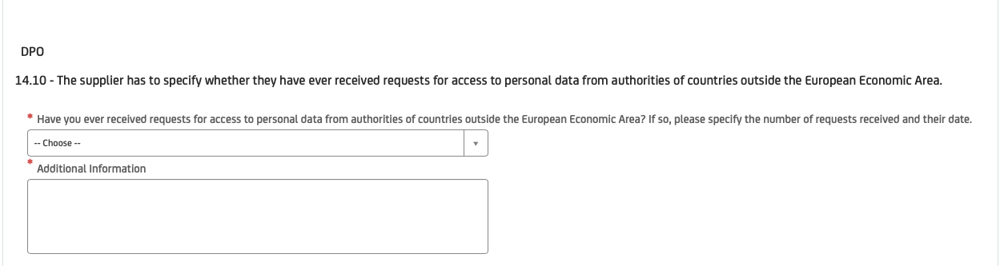 DPO
14.10 - The supplier has to specify whether they have ever received requests for access to personal data from authorities of countries outside the European Economic Area.
* Have you ever received requests for access to personal data from authorities of countries outside the European Economic Area? If so, please specify the number of requests received and their date.
-- Choose --
* Additional Information